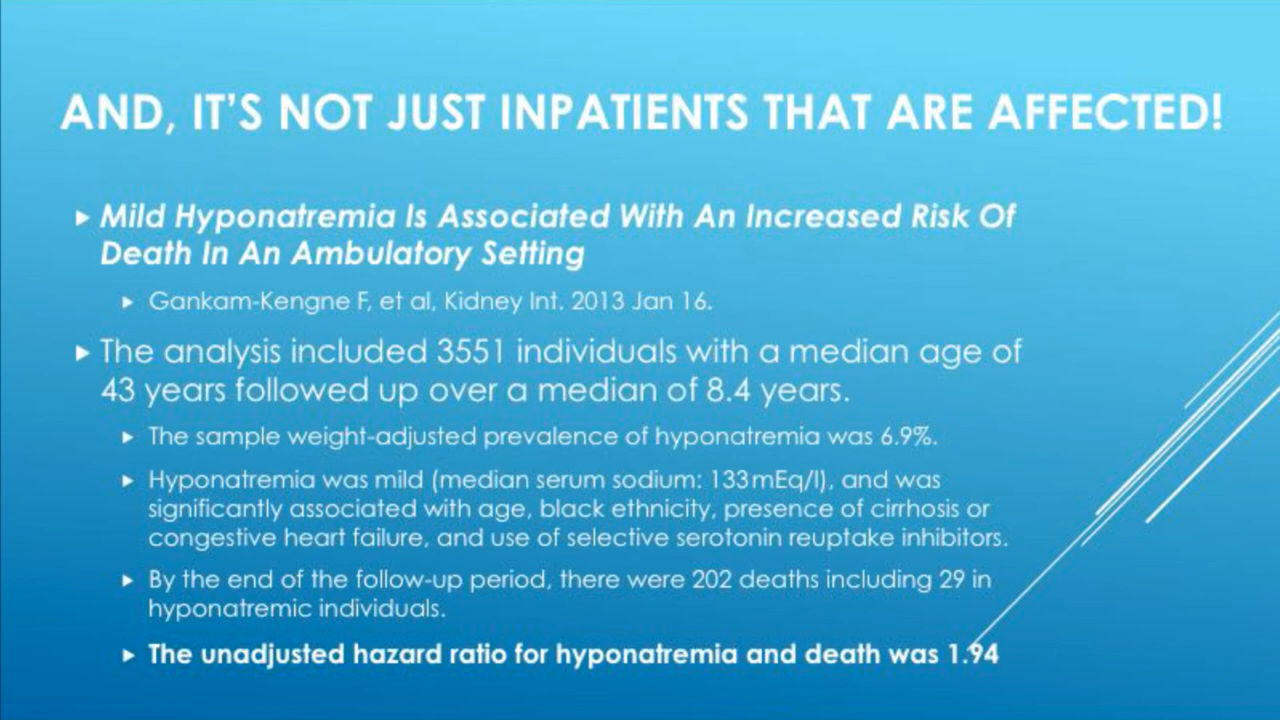 AND, IT'S NOT JUST INPATIENTS THAT ARE AFFECTED!
Mild Hyponatremia Is Associated With An Increased Risk Of
Death In An Ambulatory Setting
Gankam-Kengne F, et al, Kidney Int. 2013 Jan 16.
The analysis included 3551 individuals with a median age of
43 years followed up over a median of 8.4 years.
The sample weight-adjusted prevalence of hyponatremia was 6.9%.
Hyponatremia was mild (median serum sodium: 133 mEq/l), and was
significantly associated with age, black ethnicity, presence of cirrhosis or
congestive heart failure, and use of selective serotonin reuptake inhibitors.
By the end of the follow-up period, there were 202 deaths including 29 in
hyponatremic individuals.
The unadjusted hazard ratio for hyponatremia and death was 1.94